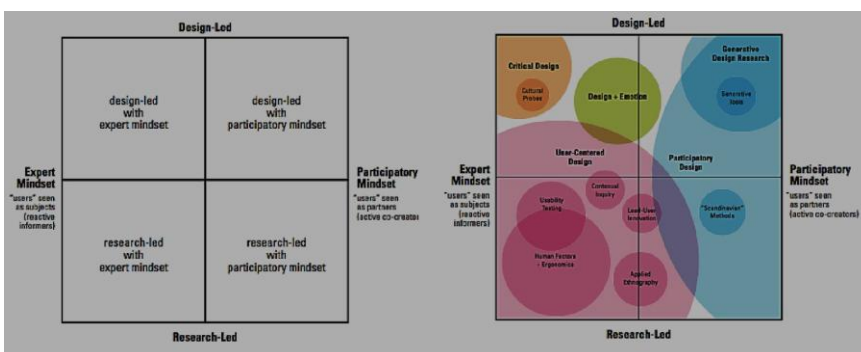 Design-Led
design-led
with
expert mindset
design-led
with
participatory mindset
Expert
Mindset
"users" seen
as subjects
(reactive
informers)
Participatory
Mindset
"users" seen
as partners
(active co-creator
research-led
with
expert mindset
research-led
with
participatory mindset
Research-Led
Design-Led
Critical Design
Cultural
Probes
Design + Emotion
Generative
Design Research
Generative
Tools
User-Centered
Design
Participatory
Design
Expert
Mindset
"users" seen
as subjects
(reactive
informers)
Participatory
Mindset
"users" seen
as partners
(active co-creators)
Contextual
Inquiry
Usability
Testing
Lead-User
Innovation
"Scandinavian"
Methods
Human Factors
+ Ergonomics
Applied
Ethnography
Research-Led